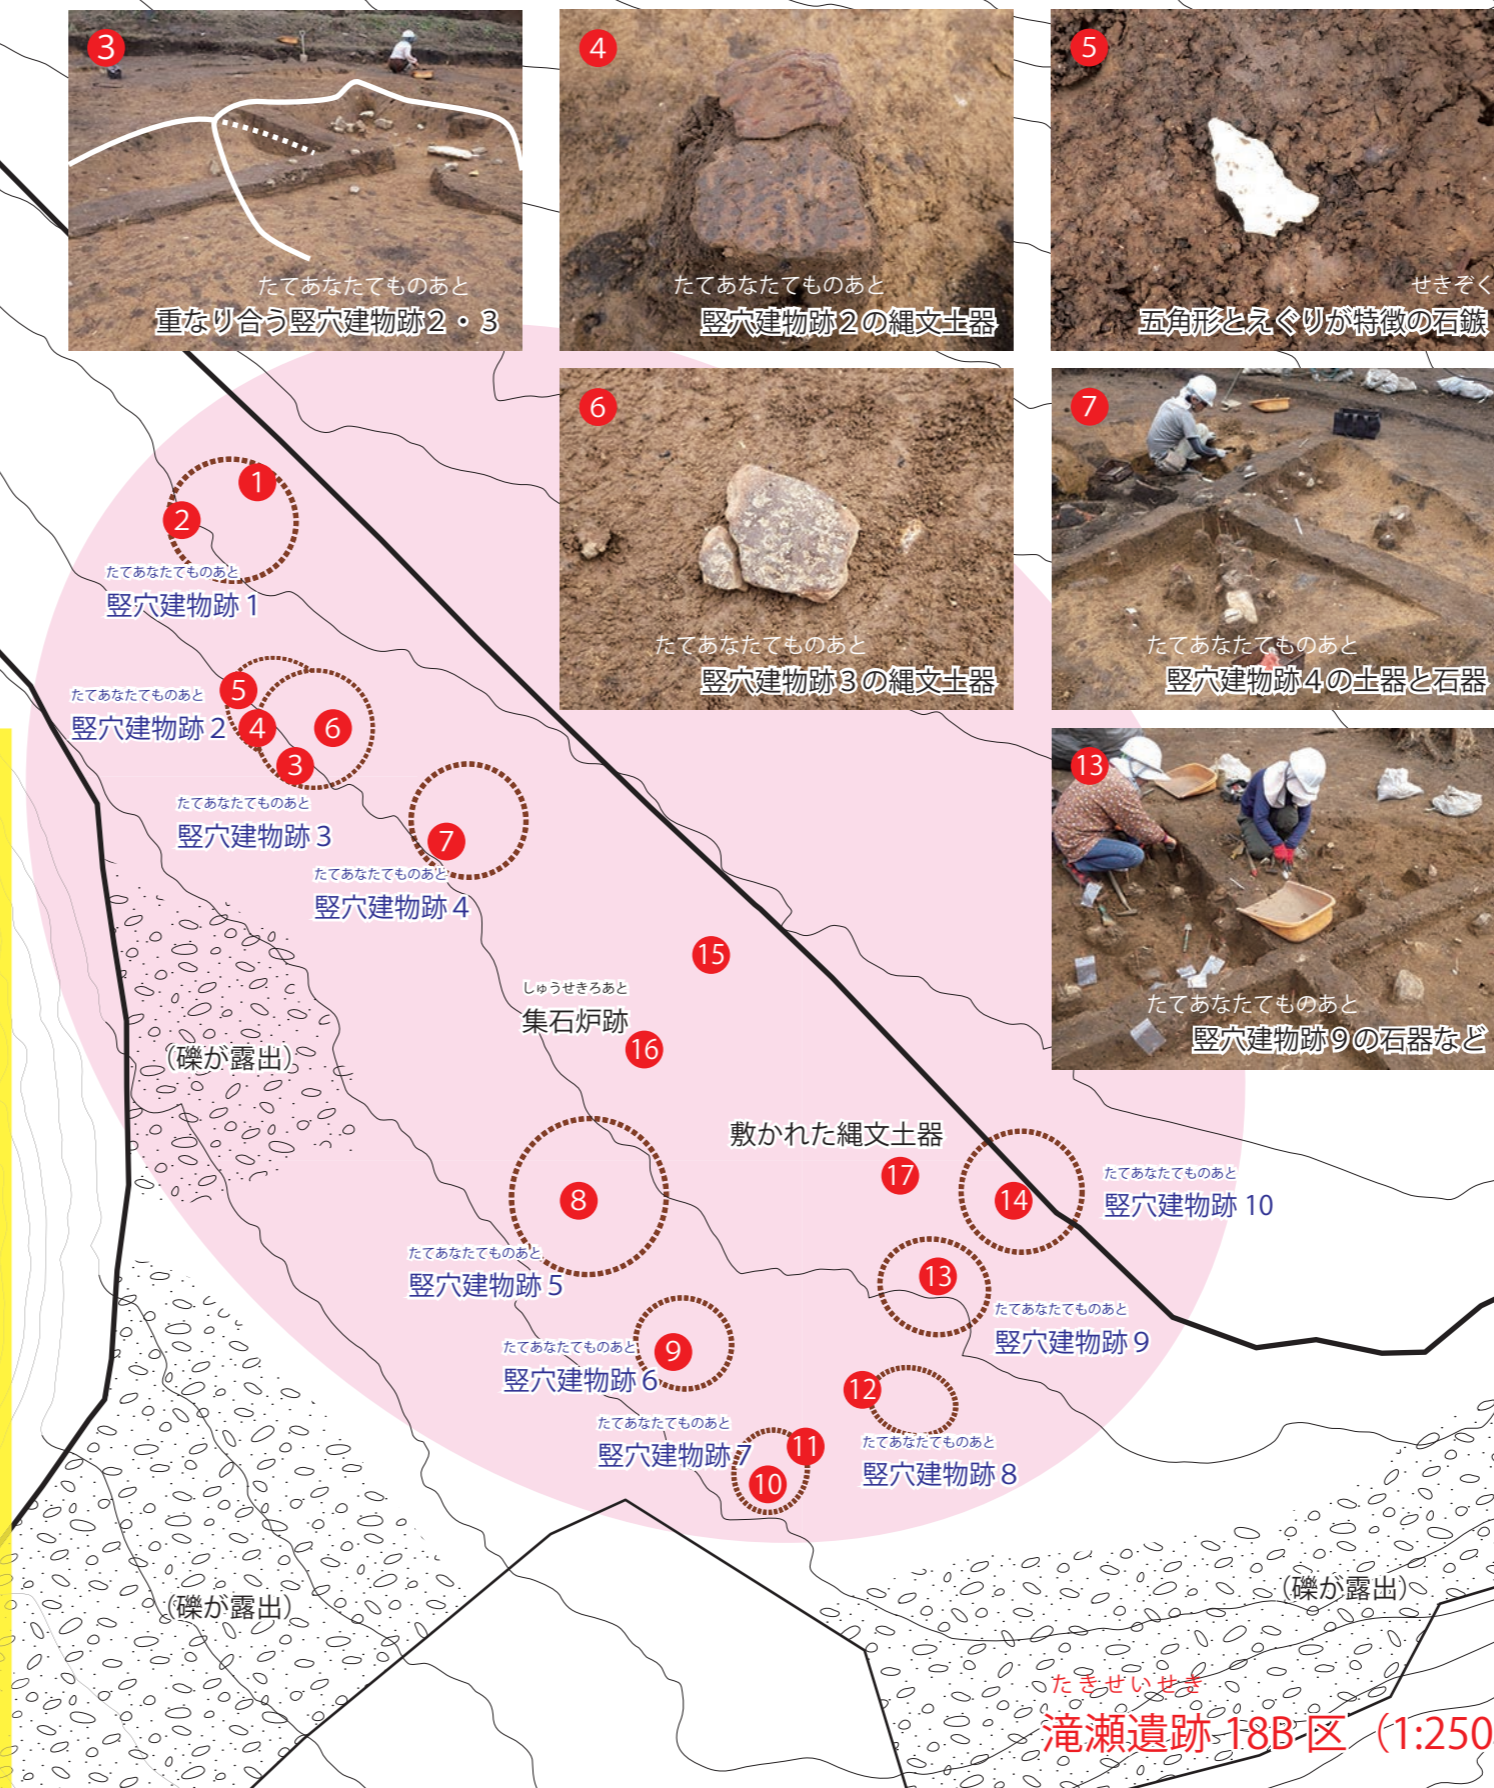 3
たてあなたてものあと
重なり合う竪穴建物跡２・３
4
たてあなたてものあと
竪穴建物跡２の縄文土器
5
せきぞく
五角形とえぐりが特徴の石鏃
6
たてあなたてものあと
竪穴建物跡３の縄文土器
7
たてあなたてものあと
竪穴建物跡４の土器と石器
13
たてあなたてものあと
竪穴建物跡９の石器など
1
2
たてあなたてものあと
竪穴建物跡１
5
たてあなたてものあと
竪穴建物跡２
4
6
3
たてあなたてものあと
竪穴建物跡３
7
たてあなたてものあと
竪穴建物跡４
15
しゅうせきろあと
集石炉跡
16
（礫が露出）
敷かれた縄文土器
17
14
たてあなたてものあと
竪穴建物跡 10
8
たてあなたてものあと
竪穴建物跡５
13
たてあなたてものあと
竪穴建物跡９
9
たてあなたてものあと
竪穴建物跡６
12
たてあなたてものあと
竪穴建物跡８
たてあなたてものあと
竪穴建物跡７
11
10
（礫が露出）
（礫が露出）
たきせいせき
滝瀬遺跡 18B 区（1:250